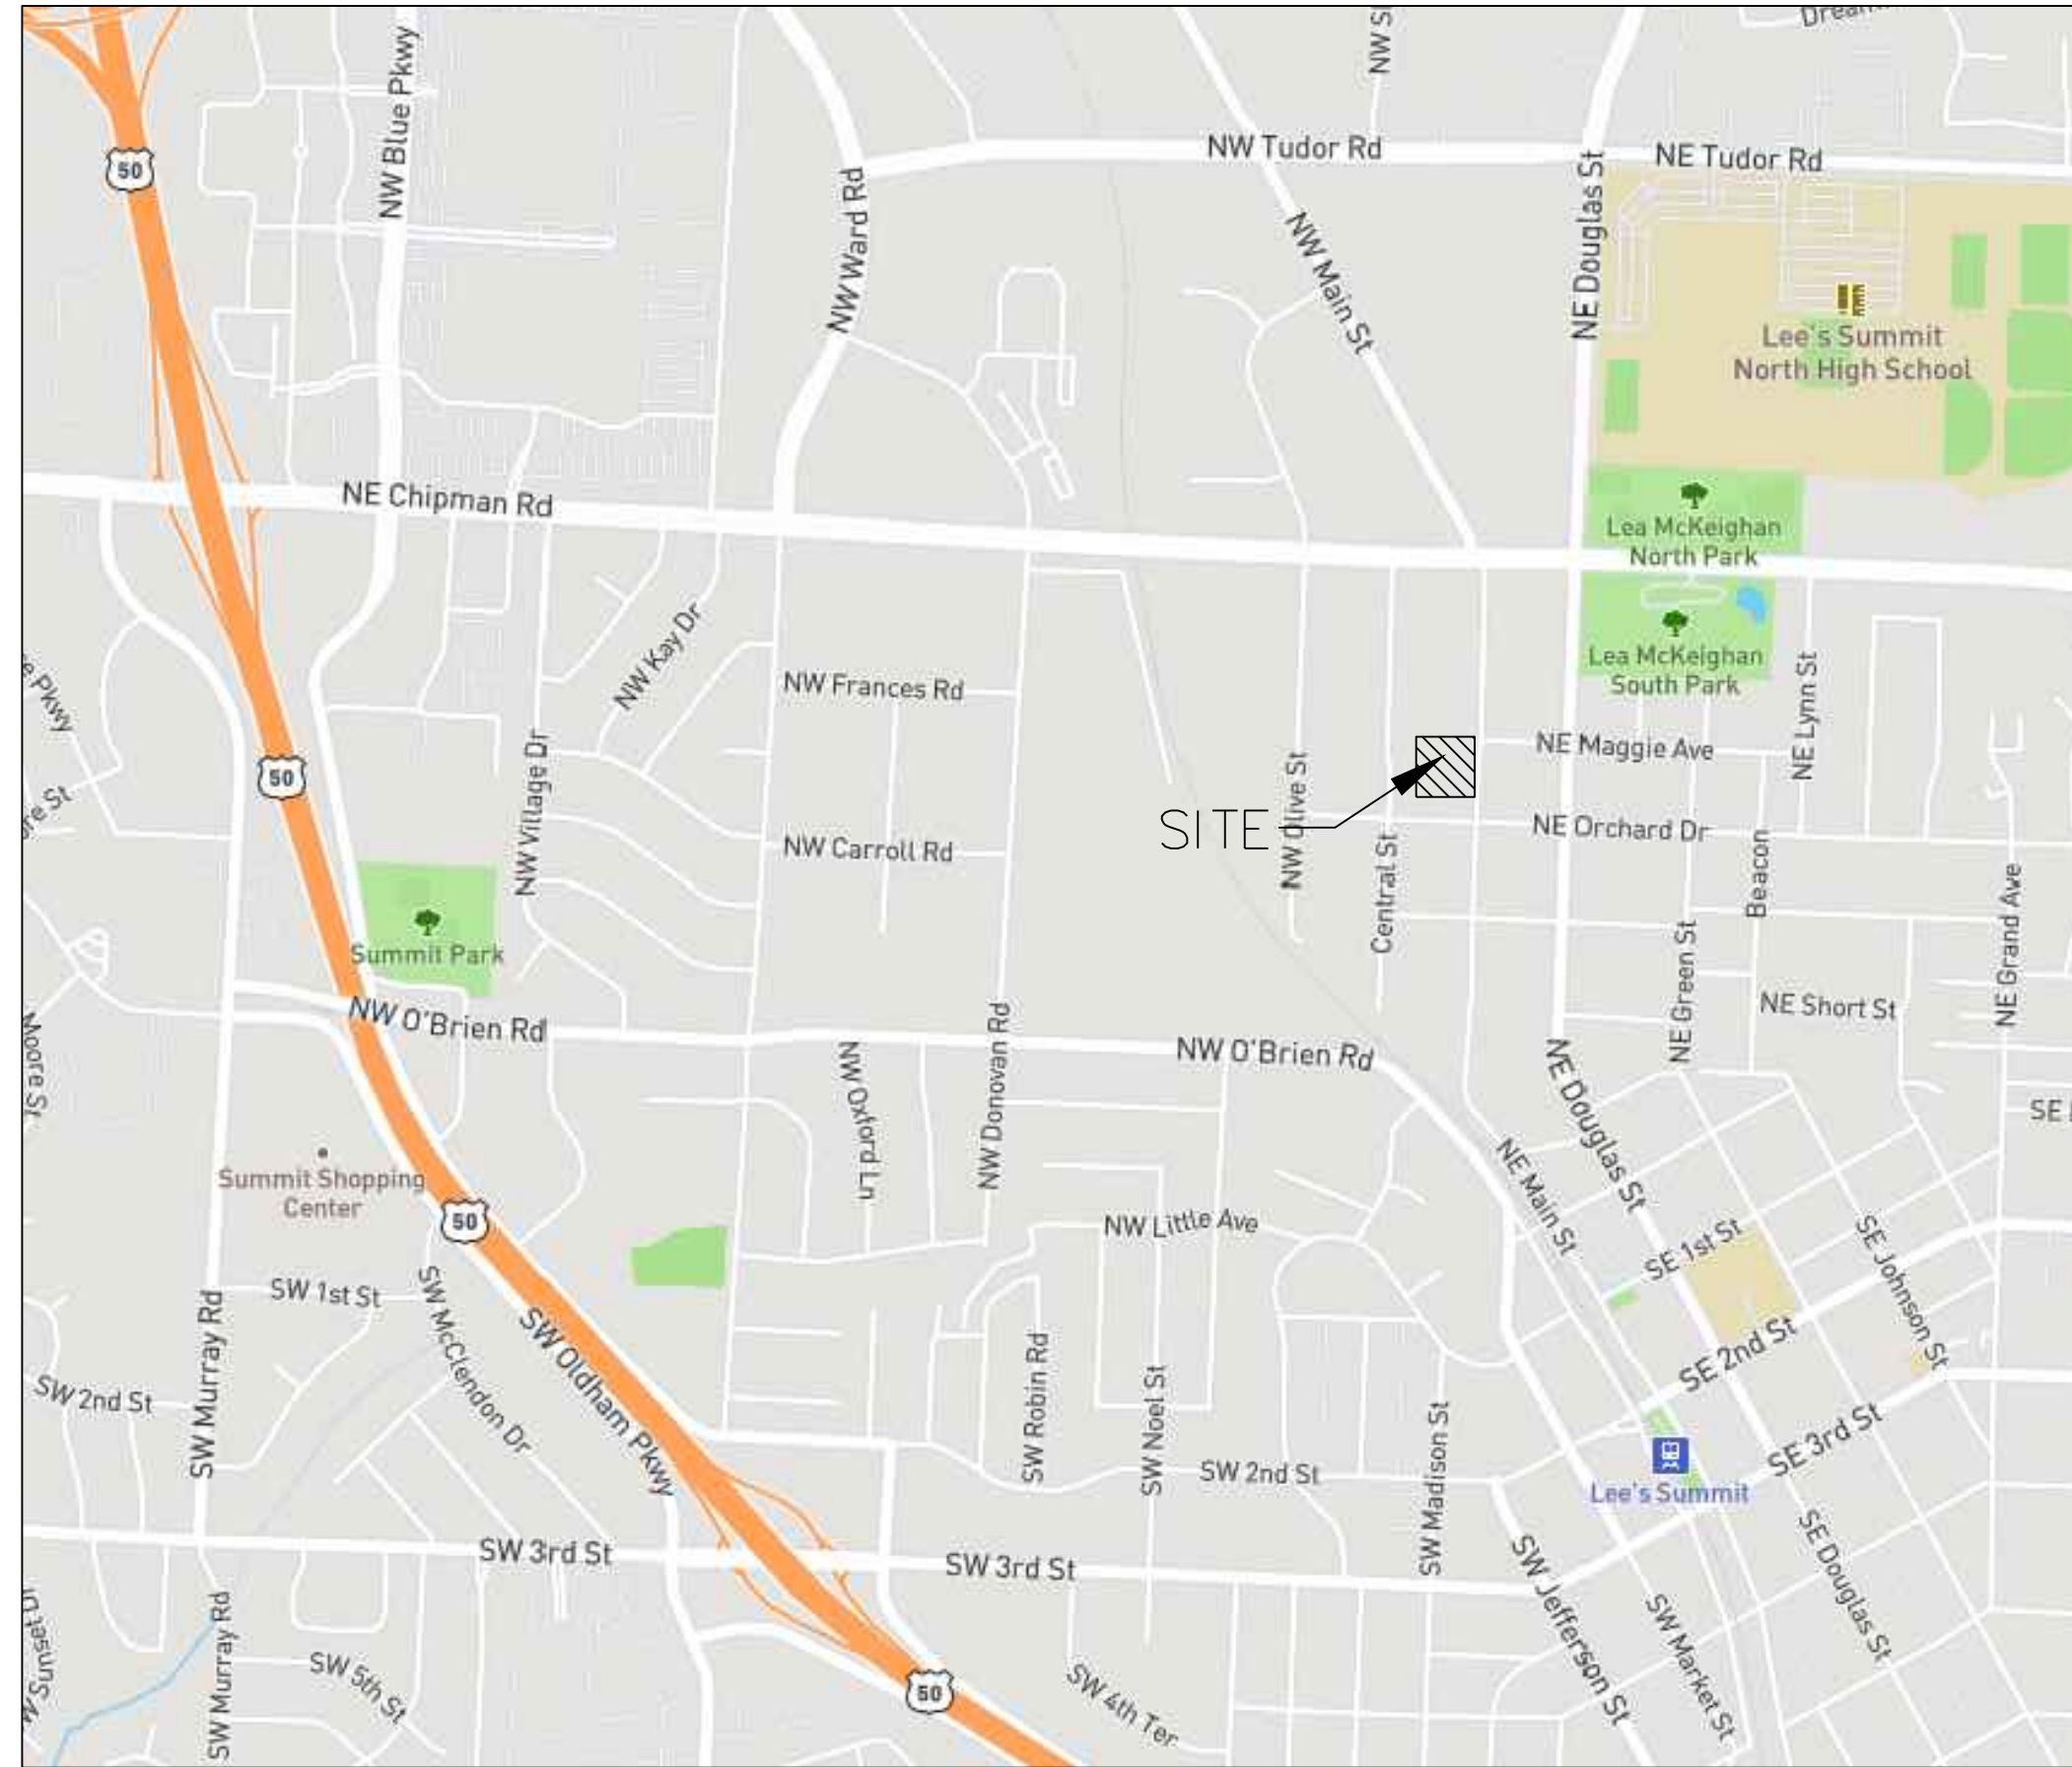 NW Blue Pkwy
50
NW Tudor Rd
NE Tudor Rd
NW Ward Rd
NE Douglas St
NW Main St
Lee's Summit
North High School
NE Chipman Rd
Lea McKeighan
North Park
NW Kay Dr
Lea McKeighan
South Park
NE Lynn St
NW Frances Rd
NE Maggie Ave
50
NW Village Dr
NW Olive St
SITE
NE Orchard Dr
NW Carroll Rd
Central St
Beacon
Summit Park
NE Green St
NE Grand Ave
NE Short St
NW O'Brien Rd
NW O'Brien Rd
Moore St
NW Oxford Ln
NW Donovan Rd
NE Douglas St
Summit Shopping
Center
50
NW Little Ave
NE Main St
SE 1st St
SE Johnson St
SW 1st St
SW McClendon Dr
SW Oldham Pkwy
SW Murray Rd
SW 2nd St
SW Robin Rd
SW Noel St
SW Madison St
SE 2nd St
SE 3rd St
SW 2nd St
Lee's Summit
SW 3rd St
SW 3rd St
SW Jefferson St
SE Douglas St
SW Market St
SW Murray Rd
SW 5th St
50
SW 4th Ter